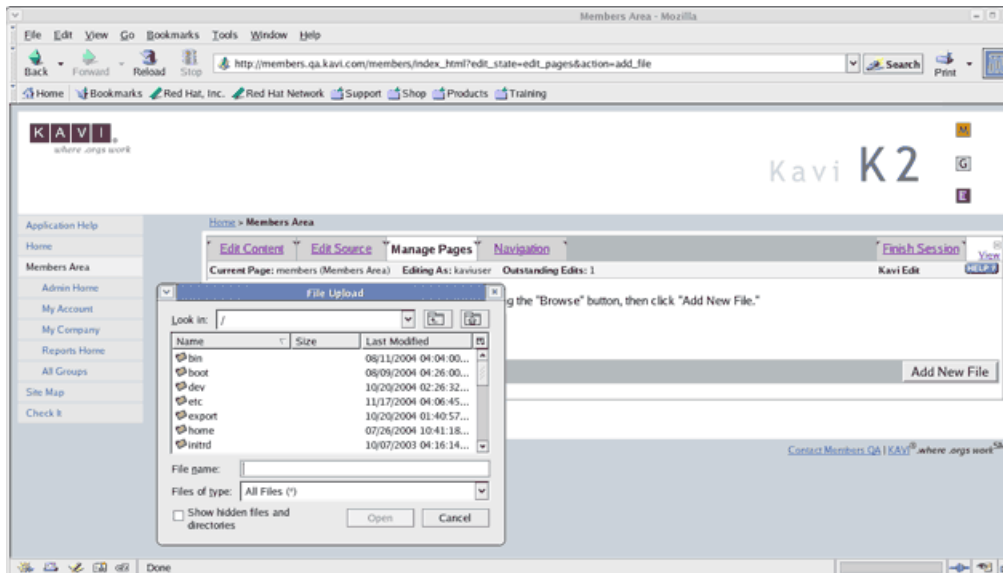 Members Area - Mozilla
File Edit View Go Bookmarks Tools Window Help
Back Forward Reload Stop http://members.qa.kavi.com/members/index_html?edit_state=edit_pages&action=add_file Search Print
Home Bookmarks Red Hat, Inc. Red Hat Network Support Shop Products Training
KAVI®
where .orgs work
Kavi K2
M
G
E
Application Help
Home
Members Area
Admin Home
My Account
My Company
Reports Home
All Groups
Site Map
Check It
Home > Members Area
Edit Content Edit Source Manage Pages Navigation Finish Session View
Current Page: members (Members Area) Editing As: kaviuser Outstanding Edits: 1 Kavi Edit HELP ?
g the "Browse" button, then click "Add New File."
Add New File
File Upload
Look in: /
Name Size Last Modified
bin 08/11/2004 04:04:00...
boot 08/09/2004 04:26:00...
dev 10/20/2004 02:26:32...
etc 11/17/2004 04:06:45...
export 10/20/2004 01:40:57...
home 07/26/2004 10:41:18...
initrd 10/07/2003 04:16:14...
File name:
Files of type: All Files (*)
Show hidden files and directories
Open Cancel
Contact Members QA | KAVI® .where .orgs work SM
Done